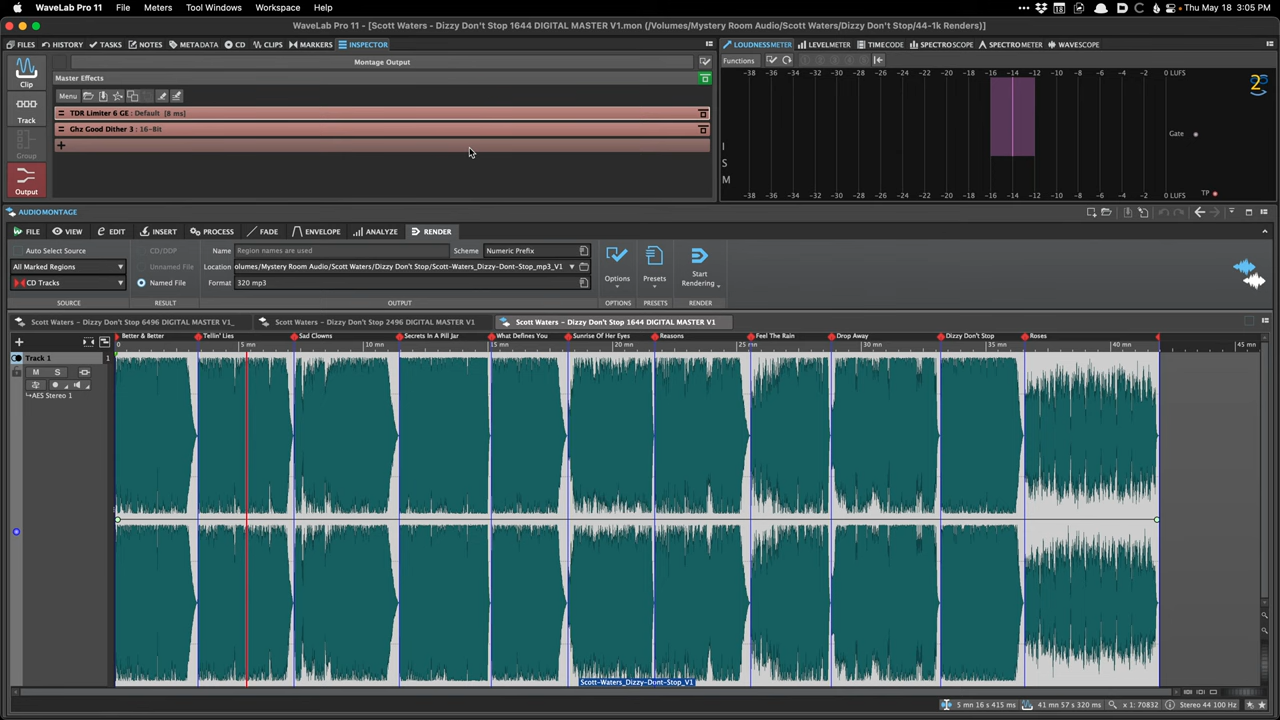 WaveLab Pro 11 File Meters Tool Windows Workspace Help Thu May 18 3:05 PM
WaveLab Pro 11 - [Scott Waters - Dizzy Don't Stop 1644 DIGITAL MASTER V1.mon (/Volumes/Mystery Room Audio/Scott Waters/Dizzy Don't Stop/44-1k Renders)]
FILES HISTORY TASKS NOTES METADATA CD CLIPS MARKERS INSPECTOR LOUDNESSMETER LEVELMETER TIMECODE SPECTROSCOPE SPECTROMETER WAVESCOPE
Montage Output Functions
-38 -36 -34 -32 -30 -28 -26 -24 -22 -20 -18 -16 -14 -12 -10 -8 -6 -4 -2 0 LUFS
Master Effects
Clip
25
Menu
TDR Limiter 6 GE : Default [8 ms]
Track
Ghz Good Dither 3 : 16-Bit
Gate
I
Group
S
M
Output
TP
-38 -36 -34 -32 -30 -28 -26 -24 -22 -20 -18 -16 -14 -12 -10 -8 -6 -4 -2 0 LUFS
AUDIO MONTAGE
FILE VIEW EDIT INSERT PROCESS FADE ENVELOPE ANALYZE RENDER
Auto Select Source CD/DDP Name Region names are used Scheme Numeric Prefix
All Marked Regions Unnamed File Location olumes/Mystery Room Audio/Scott Waters/Dizzy Don't Stop/Scott-Waters_Dizzy-Dont-Stop_mp3_V1
Options Presets Start Rendering
CD Tracks Named File Format 320 mp3
SOURCE RESULT OUTPUT OPTIONS PRESETS RENDER
Scott Waters - Dizzy Don't Stop 6496 DIGITAL MASTER V1_ Scott Waters - Dizzy Don't Stop 2496 DIGITAL MASTER V1 Scott Waters - Dizzy Don't Stop 1644 DIGITAL MASTER V1
Better & Better Tellin' Lies Sad Clowns Secrets In A Pill Jar What Defines You Sunrise Of Her Eyes Reasons Feel The Rain Drop Away Dizzy Don't Stop Roses
0 5 mn 10 mn 15 mn 20 mn 25 mn 30 mn 35 mn 40 mn 45 mn
Track 1 1
M S
AES Stereo 1
Scott-Waters_Dizzy-Dont-Stop_V1
5 mn 16 s 415 ms 41 mn 57 s 320 ms x 1: 70832 Stereo 44 100 Hz